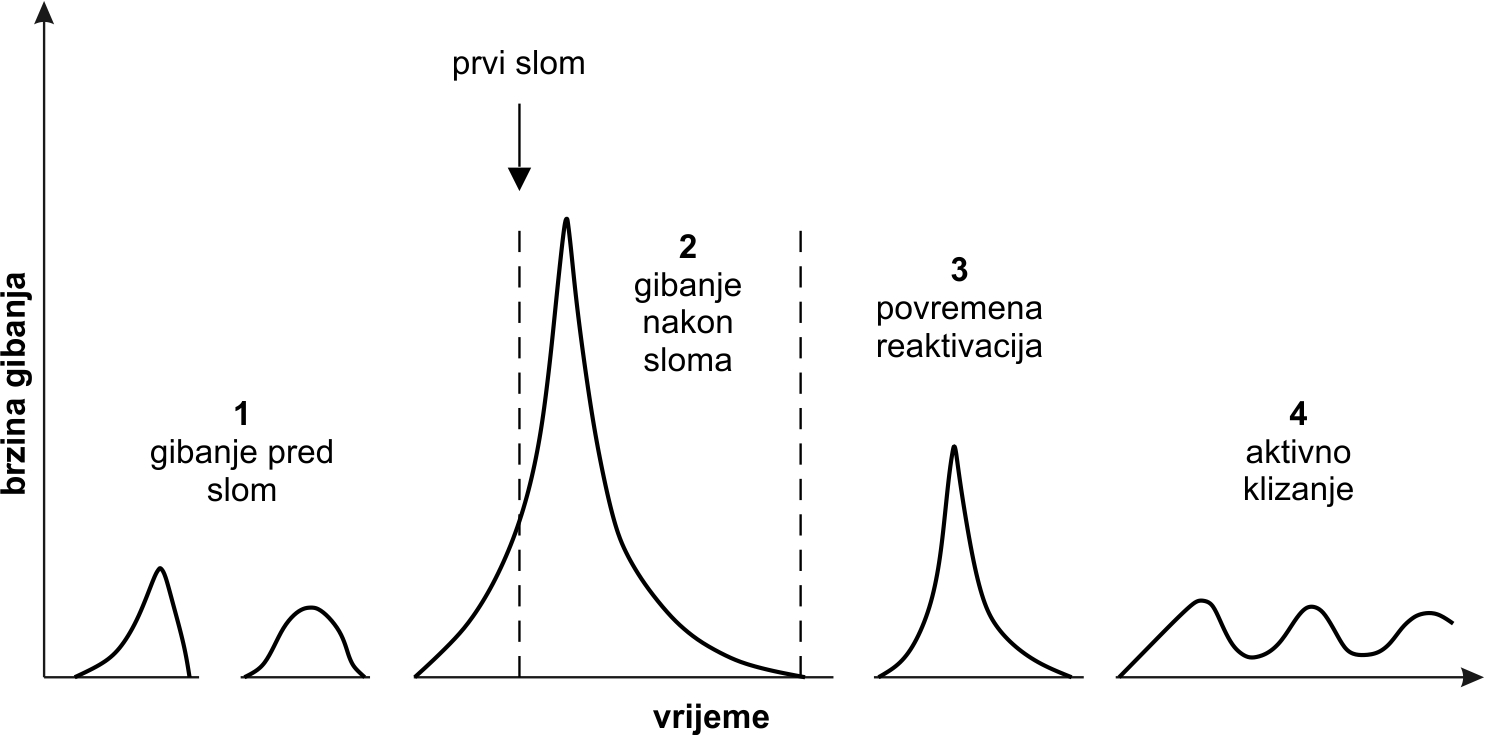 prvi slom
2
gibanje
nakon
sloma
3
povremena
reaktivacija
1
gibanje pred
slom
4
aktivno
klizanje
brzina gibanja
vrijeme